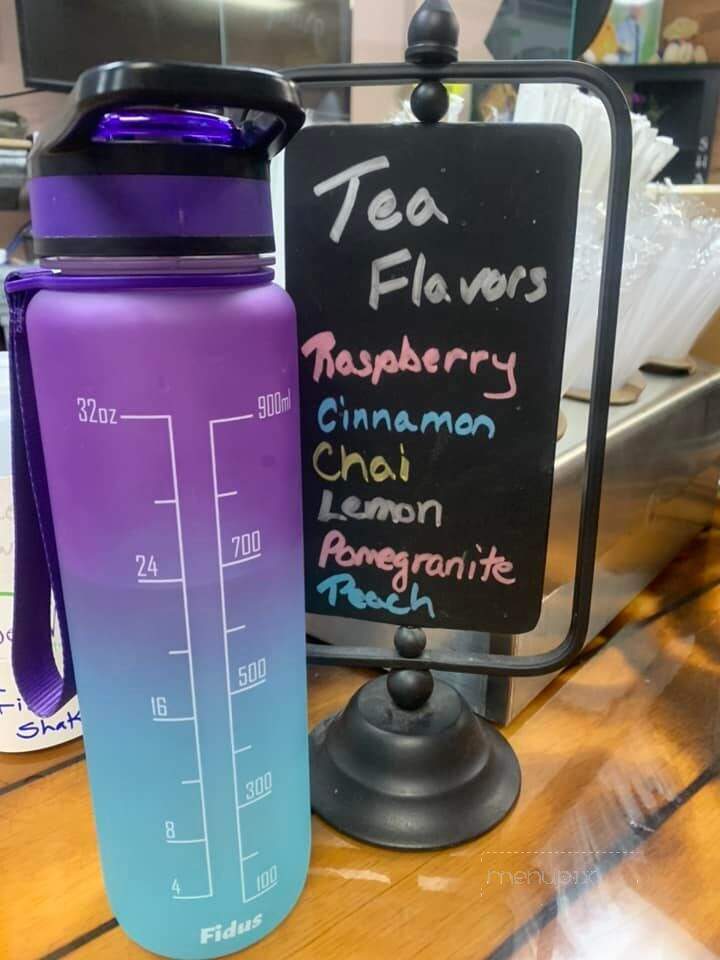 Tea
Flavors
Raspberry
Cinnamon
Chai
Lemon
Pomegranite
Peach
32oz
900ml
700
24
500
16
300
8
100
4
Fidus
Shak
menupix